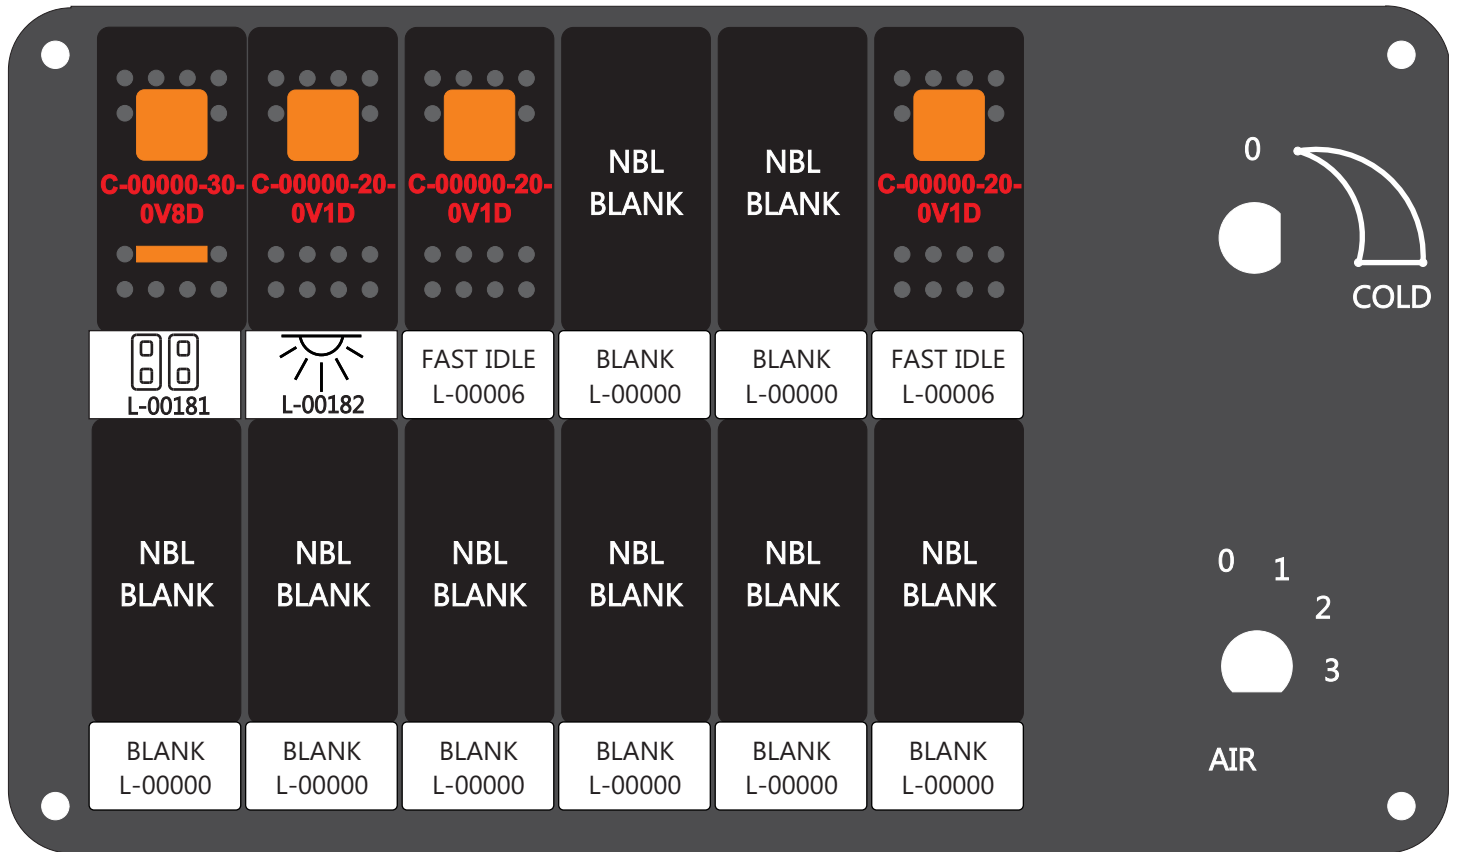 C-00000-30-
0V8D
C-00000-20-
0V1D
C-00000-20-
0V1D
NBL
BLANK
NBL
BLANK
C-00000-20-
0V1D
L-00181
L-00182
FAST IDLE
L-00006
BLANK
L-00000
BLANK
L-00000
FAST IDLE
L-00006
NBL
BLANK
NBL
BLANK
NBL
BLANK
NBL
BLANK
NBL
BLANK
NBL
BLANK
BLANK
L-00000
BLANK
L-00000
BLANK
L-00000
BLANK
L-00000
BLANK
L-00000
BLANK
L-00000
0
COLD
0
1
2
3
AIR